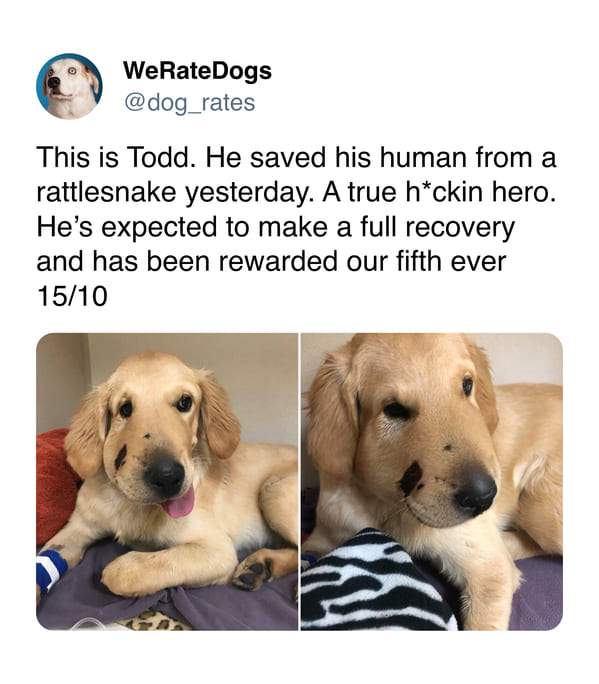 WeRateDogs
@dog_rates
This is Todd. He saved his human from a
rattlesnake yesterday. A true h*ckin hero.
He’s expected to make a full recovery
and has been rewarded our fifth ever
15/10